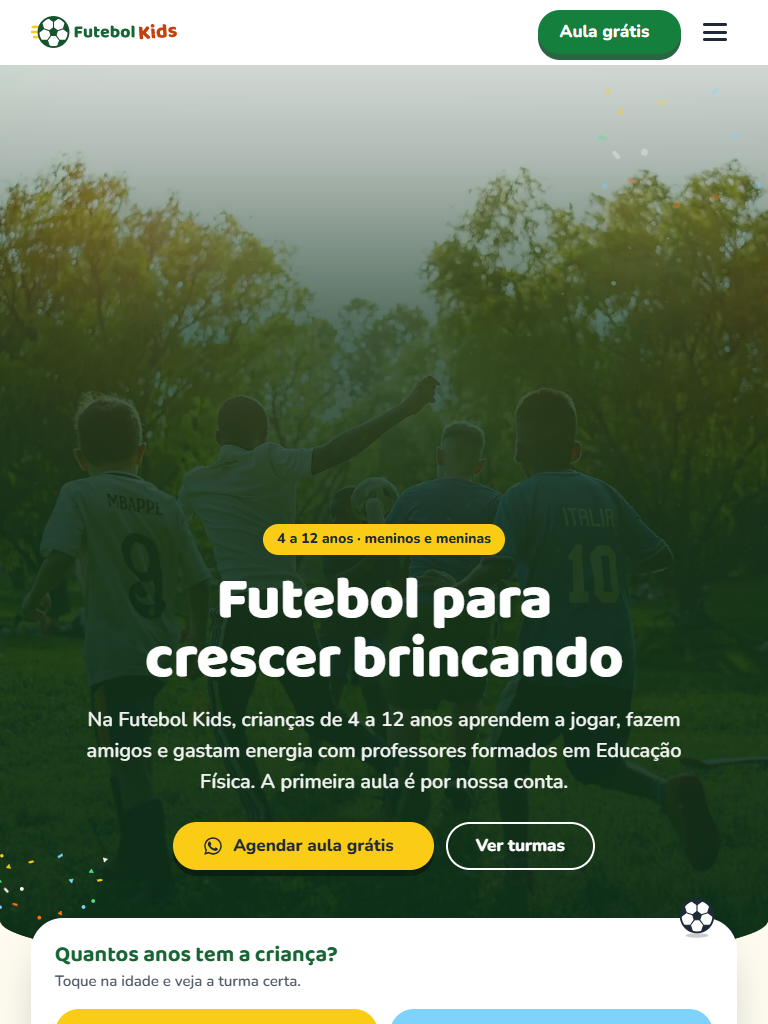 Futebol Kids
Aula grátis
MBAPPÉ
9
ITALIA
10
4 a 12 anos · meninos e meninas
Futebol para
crescer brincando
Na Futebol Kids, crianças de 4 a 12 anos aprendem a jogar, fazem
amigos e gastam energia com professores formados em Educação
Física. A primeira aula é por nossa conta.
Agendar aula grátis
Ver turmas
Quantos anos tem a criança?
Toque na idade e veja a turma certa.